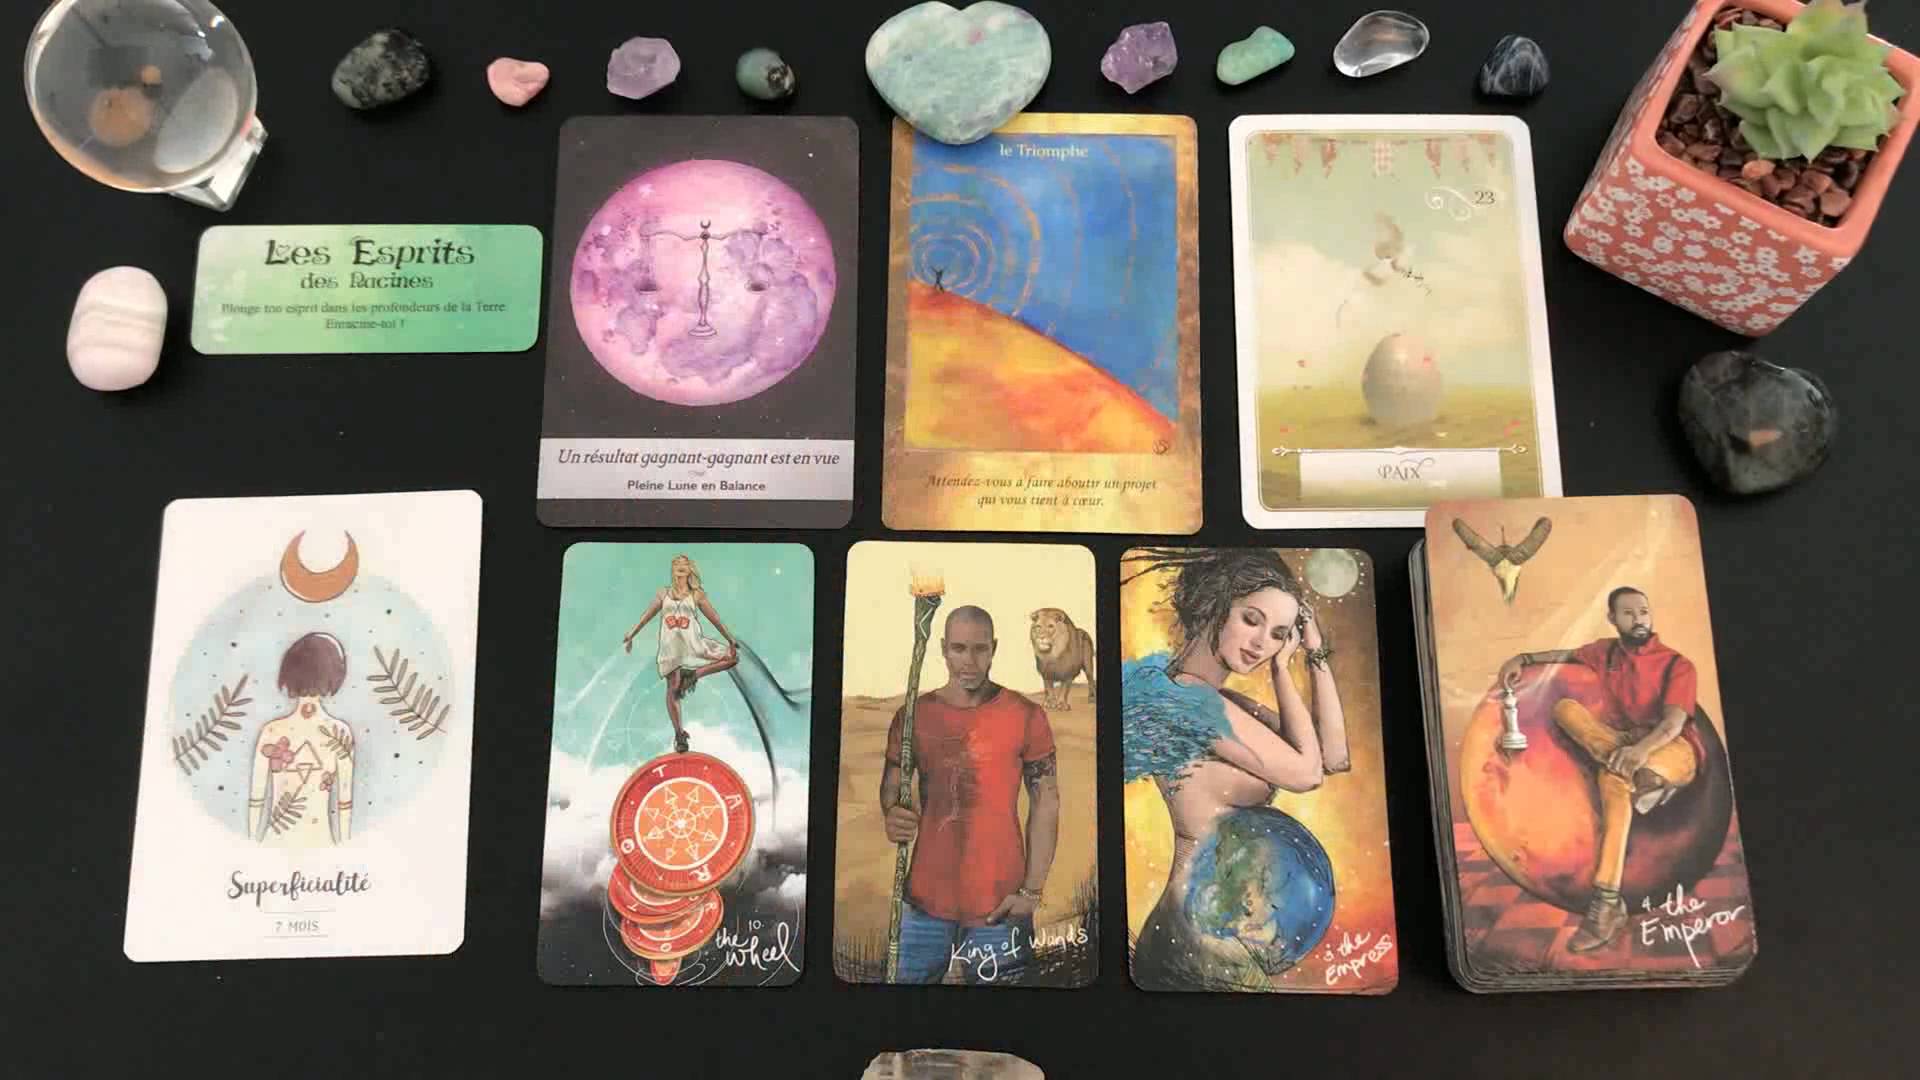 Les Esprits
des Racines
Plonge ton esprit dans les profondeurs de la Terre
Enracine-toi !
Un résultat gagnant-gagnant est en vue
Pleine Lune en Balance
le Triomphe
Attendez-vous à faire aboutir un projet
qui vous tient à cœur.
23
PAIX
Superficialité
7 MOIS
T A R O
10.
the Wheel
King of Wands
3 the
Empress
4. the
Emperor